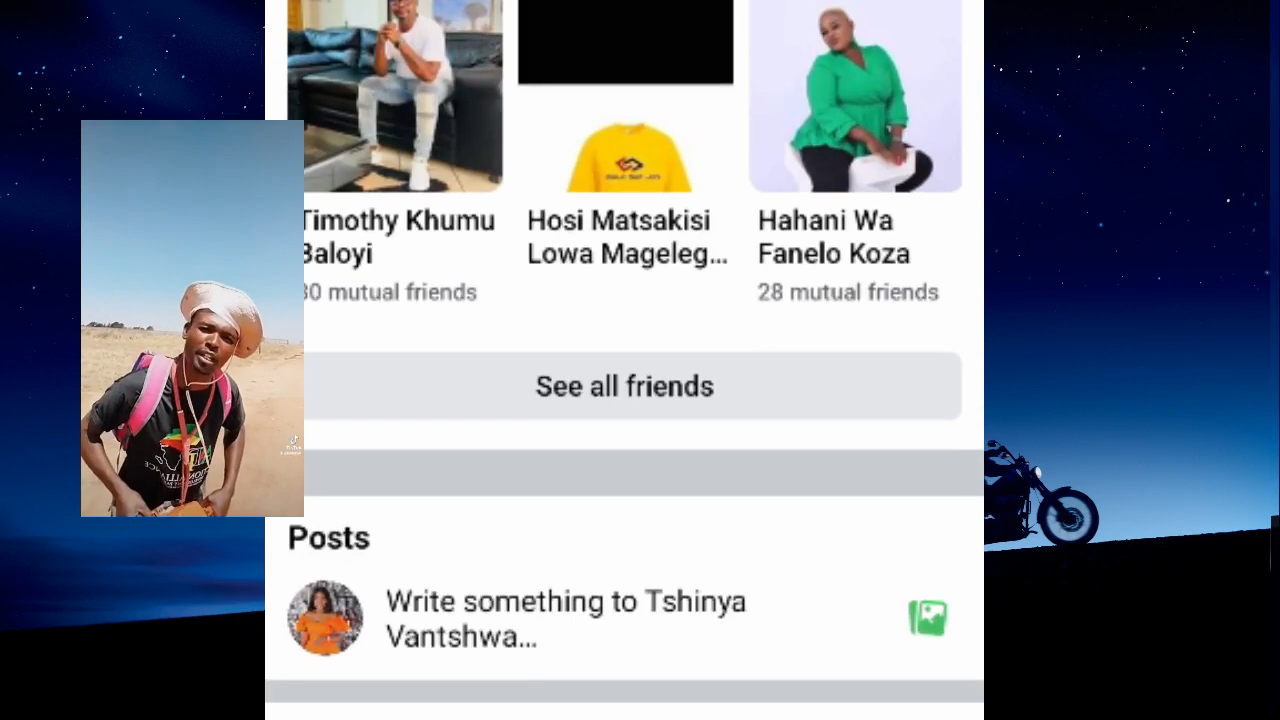 Timothy Khumu
Baloyi
mutual friends
Hosi Matsakisi
Lowa Mageleg...
Hahani Wa
Fanelo Koza
28 mutual friends
See all friends
Posts
Write something to Tshinya
Vantshwa...